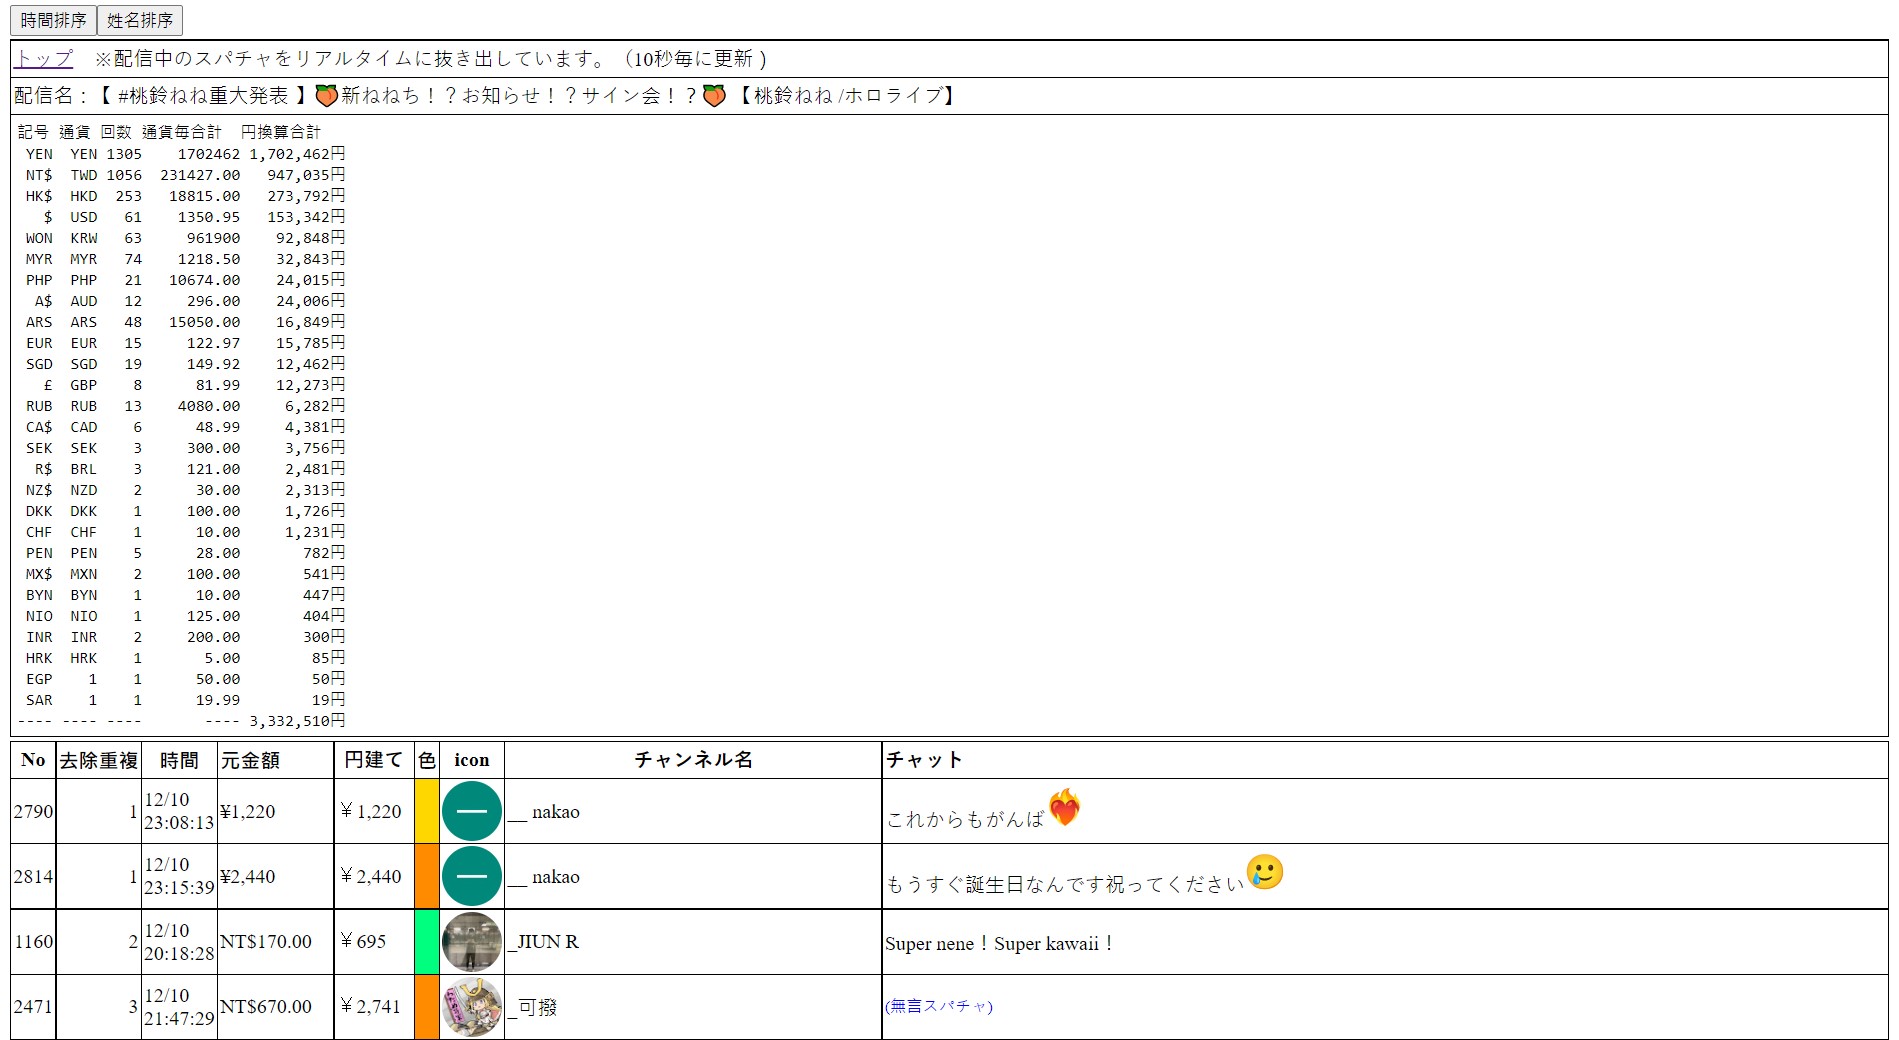 時間排序 姓名排序
トップ ※配信中のスパチャをリアルタイムに抜き出しています。（10秒毎に更新 )
配信名：【 #桃鈴ねね重大発表 】🍑新ねねち！？お知らせ！？サイン会！？🍑 【桃鈴ねね /ホロライブ】
記号 通貨 回数 通貨毎合計 円換算合計
YEN YEN 1305 1702462 1,702,462円
NT$ TWD 1056 231427.00 947,035円
HK$ HKD 253 18815.00 273,792円
$ USD 61 1350.95 153,342円
WON KRW 63 961900 92,848円
MYR MYR 74 1218.50 32,843円
PHP PHP 21 10674.00 24,015円
A$ AUD 12 296.00 24,006円
ARS ARS 48 15050.00 16,849円
EUR EUR 15 122.97 15,785円
SGD SGD 19 149.92 12,462円
£ GBP 8 81.99 12,273円
RUB RUB 13 4080.00 6,282円
CA$ CAD 6 48.99 4,381円
SEK SEK 3 300.00 3,756円
R$ BRL 3 121.00 2,481円
NZ$ NZD 2 30.00 2,313円
DKK DKK 1 100.00 1,726円
CHF CHF 1 10.00 1,231円
PEN PEN 5 28.00 782円
MX$ MXN 2 100.00 541円
BYN BYN 1 10.00 447円
NIO NIO 1 125.00 404円
INR INR 2 200.00 300円
HRK HRK 1 5.00 85円
EGP 1 1 50.00 50円
SAR 1 1 19.99 19円
---- ---- ---- ---- 3,332,510円
No 去除重複 時間 元金額 円建て 色 icon チャンネル名 チャット
2790 1 12/10 23:08:13 ¥1,220 ￥1,220 __ nakao これからもがんば❤️‍🔥
2814 1 12/10 23:15:39 ¥2,440 ￥2,440 __ nakao もうすぐ誕生日なんです祝ってください🥲
1160 2 12/10 20:18:28 NT$170.00 ￥695 _JIUN R Super nene！Super kawaii！
2471 3 12/10 21:47:29 NT$670.00 ￥2,741 _可撥 (無言スパチャ)